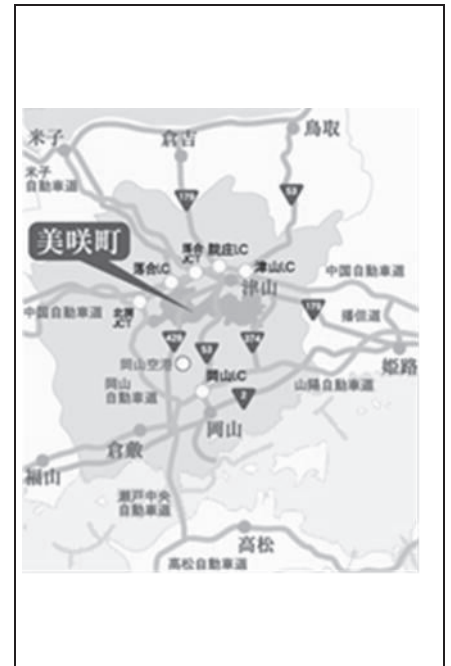 鳥取
米子
倉吉
米子
自動車道
179
53
美咲町
落合
JCT
院庄I.C
落合I.C
津山I.C
中国自動車道
津山
中国自動車道
北房
JCT
179
播但道
429
53
374
岡山空港
姫路
岡山I.C
岡山
自動車道
山陽自動車道
2
岡山
倉敷
福山
瀬戸中央
自動車道
高松
高松自動車道